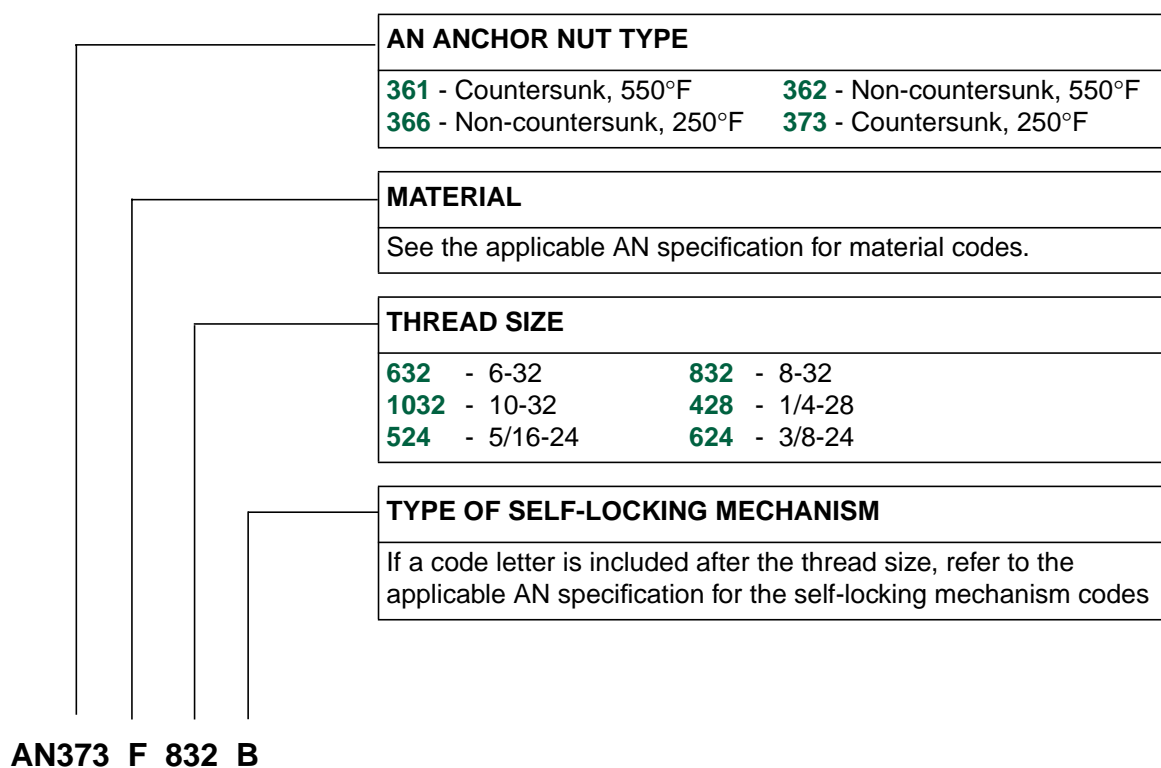 AN ANCHOR NUT TYPE
361 - Countersunk, 550°F 362 - Non-countersunk, 550°F
366 - Non-countersunk, 250°F 373 - Countersunk, 250°F
MATERIAL
See the applicable AN specification for material codes.
THREAD SIZE
632 - 6-32 832 - 8-32
1032 - 10-32 428 - 1/4-28
524 - 5/16-24 624 - 3/8-24
TYPE OF SELF-LOCKING MECHANISM
If a code letter is included after the thread size, refer to the
applicable AN specification for the self-locking mechanism codes
AN373 F 832 B